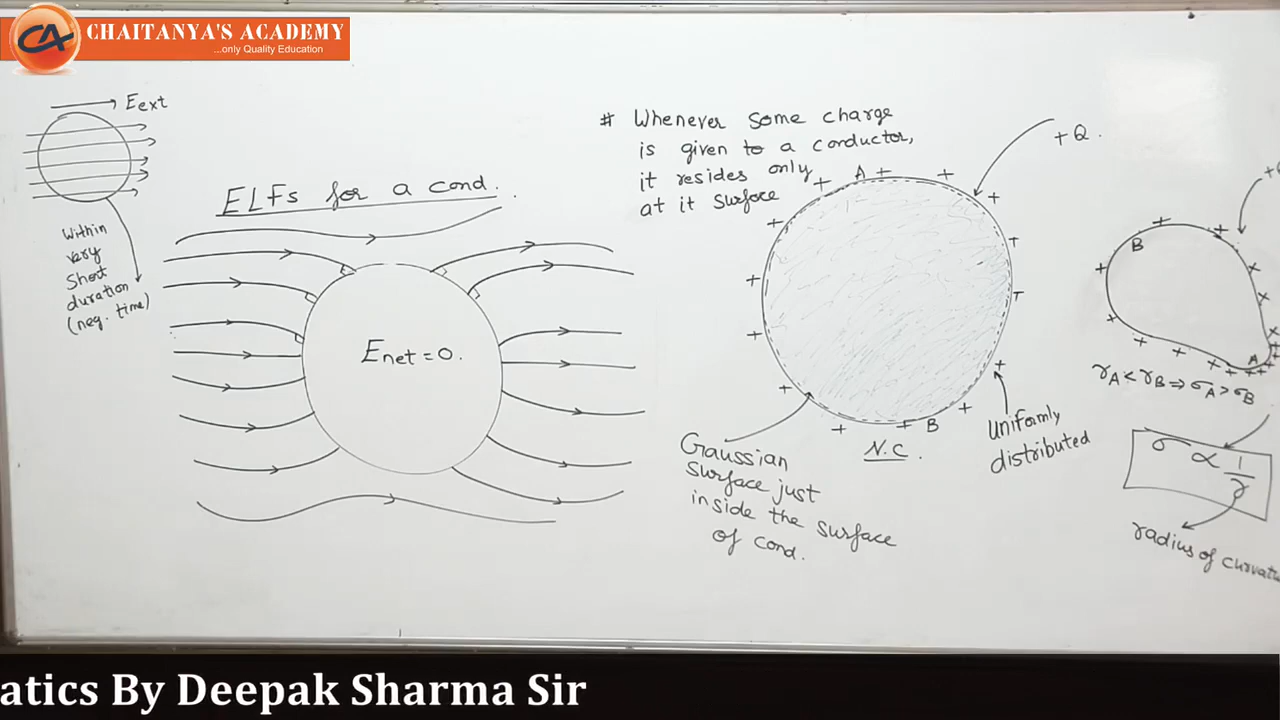 CHAITANYA'S ACADEMY
...only Quality Education
CA
Eext
Within
very
Short
duration
(neg. time)
ELFs for a cond.
Enet = 0.
# Whenever some charge
is given to a conductor,
it resides only
at it surface
+Q.
A
B
N.C.
Uniformly
distributed
Gaussian
surface just
inside the surface
of cond.
B
A
rA < rB ⇒ σA > σB
σ ∝ 1/r
radius of
atics By Deepak Sharma Sir